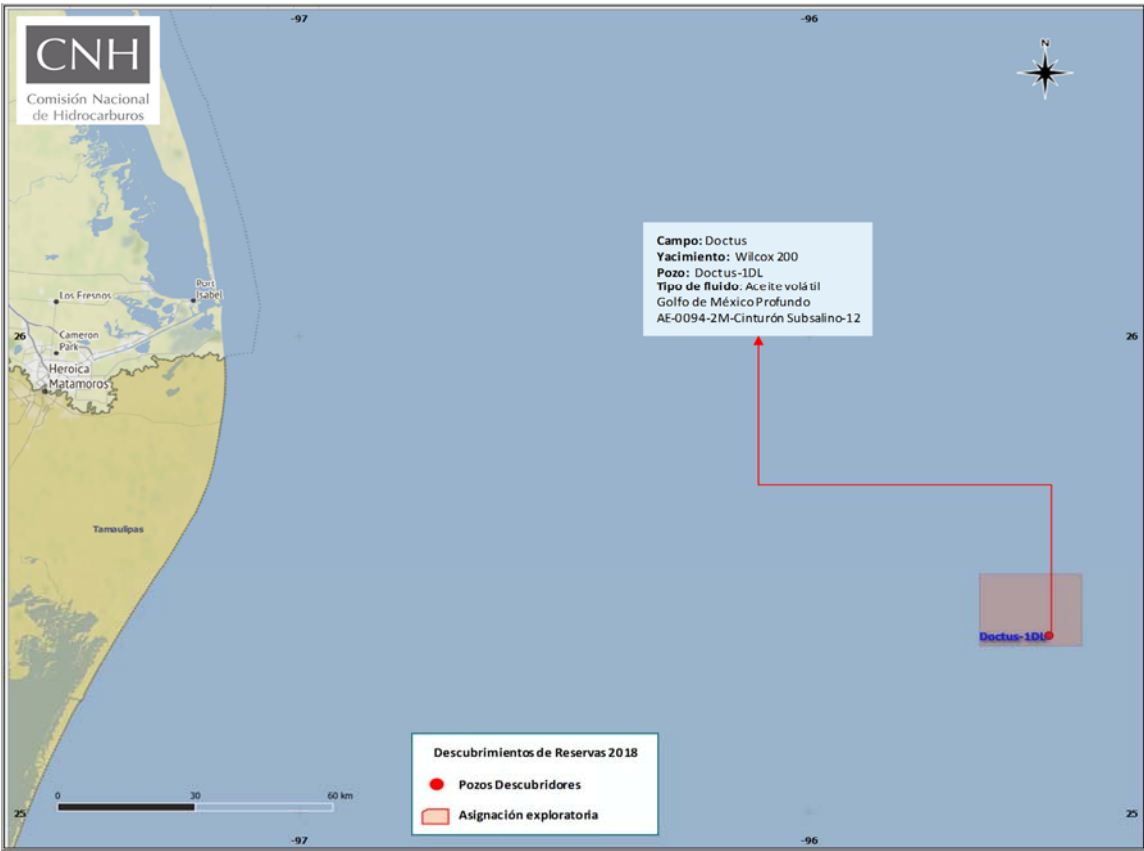 -97
-96
CNH
Comisión Nacional
de Hidrocarburos
N
Campo: Doctus
Yacimiento: Wilcox 200
Pozo: Doctus-1DL
Tipo de fluido: Aceite volátil
Golfo de México Profundo
AE-0094-2M-Cinturón Subsalino-12
Port
Isabel
Los Fresnos
26
Cameron
Park
26
Heroica
Matamoros
Tamaulipas
Doctus-1DL
Descubrimientos de Reservas 2018
Pozos Descubridores
Asignación exploratoria
0
30
60 km
25
25
-97
-96